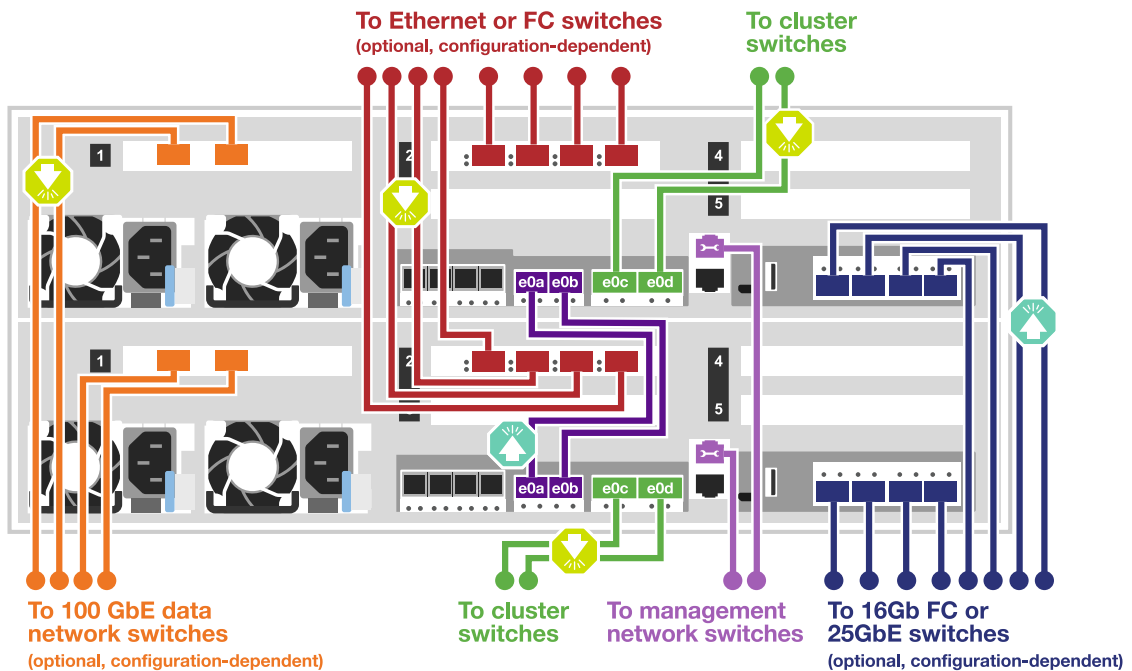 To Ethernet or FC switches
(optional, configuration-dependent)
To cluster
switches
1
2
4
5
e0a
e0b
e0c
e0d
1
2
4
5
e0a
e0b
e0c
e0d
To 100 GbE data
network switches
(optional, configuration-dependent)
To cluster
switches
To management
network switches
To 16Gb FC or
25GbE switches
(optional, configuration-dependent)